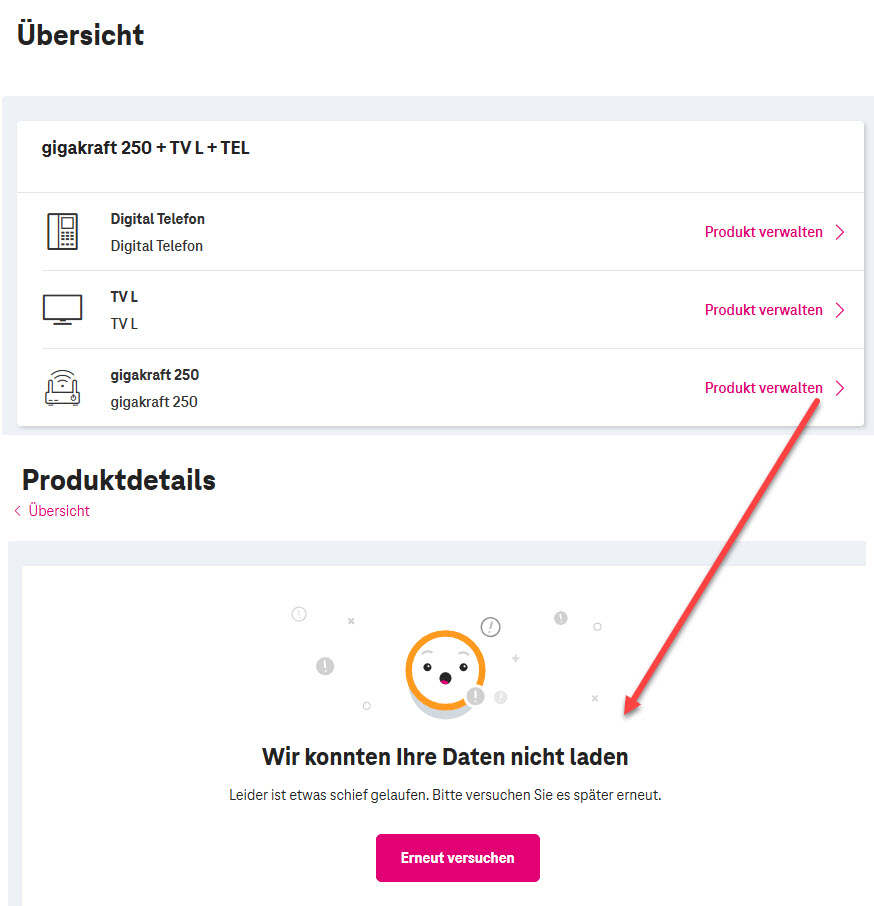 Übersicht
gigakraft 250 + TV L + TEL
Digital Telefon
Digital Telefon
Produkt verwalten
TV L
TV L
Produkt verwalten
gigakraft 250
gigakraft 250
Produkt verwalten
Produktdetails
Übersicht
Wir konnten Ihre Daten nicht laden
Leider ist etwas schief gelaufen. Bitte versuchen Sie es später erneut.
Erneut versuchen